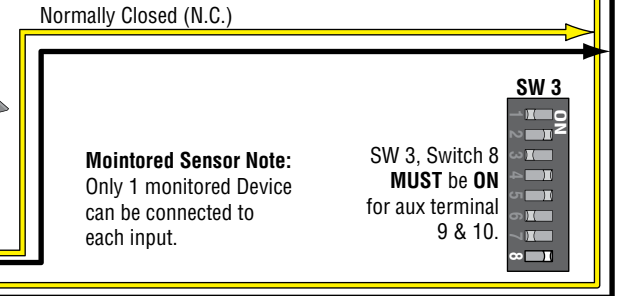 Normally Closed (N.C.)
SW 3
ON
1
2
3
4
5
6
7
8
Mointored Sensor Note:
Only 1 monitored Device
can be connected to
each input.
SW 3, Switch 8
MUST be ON
for aux terminal
9 & 10.